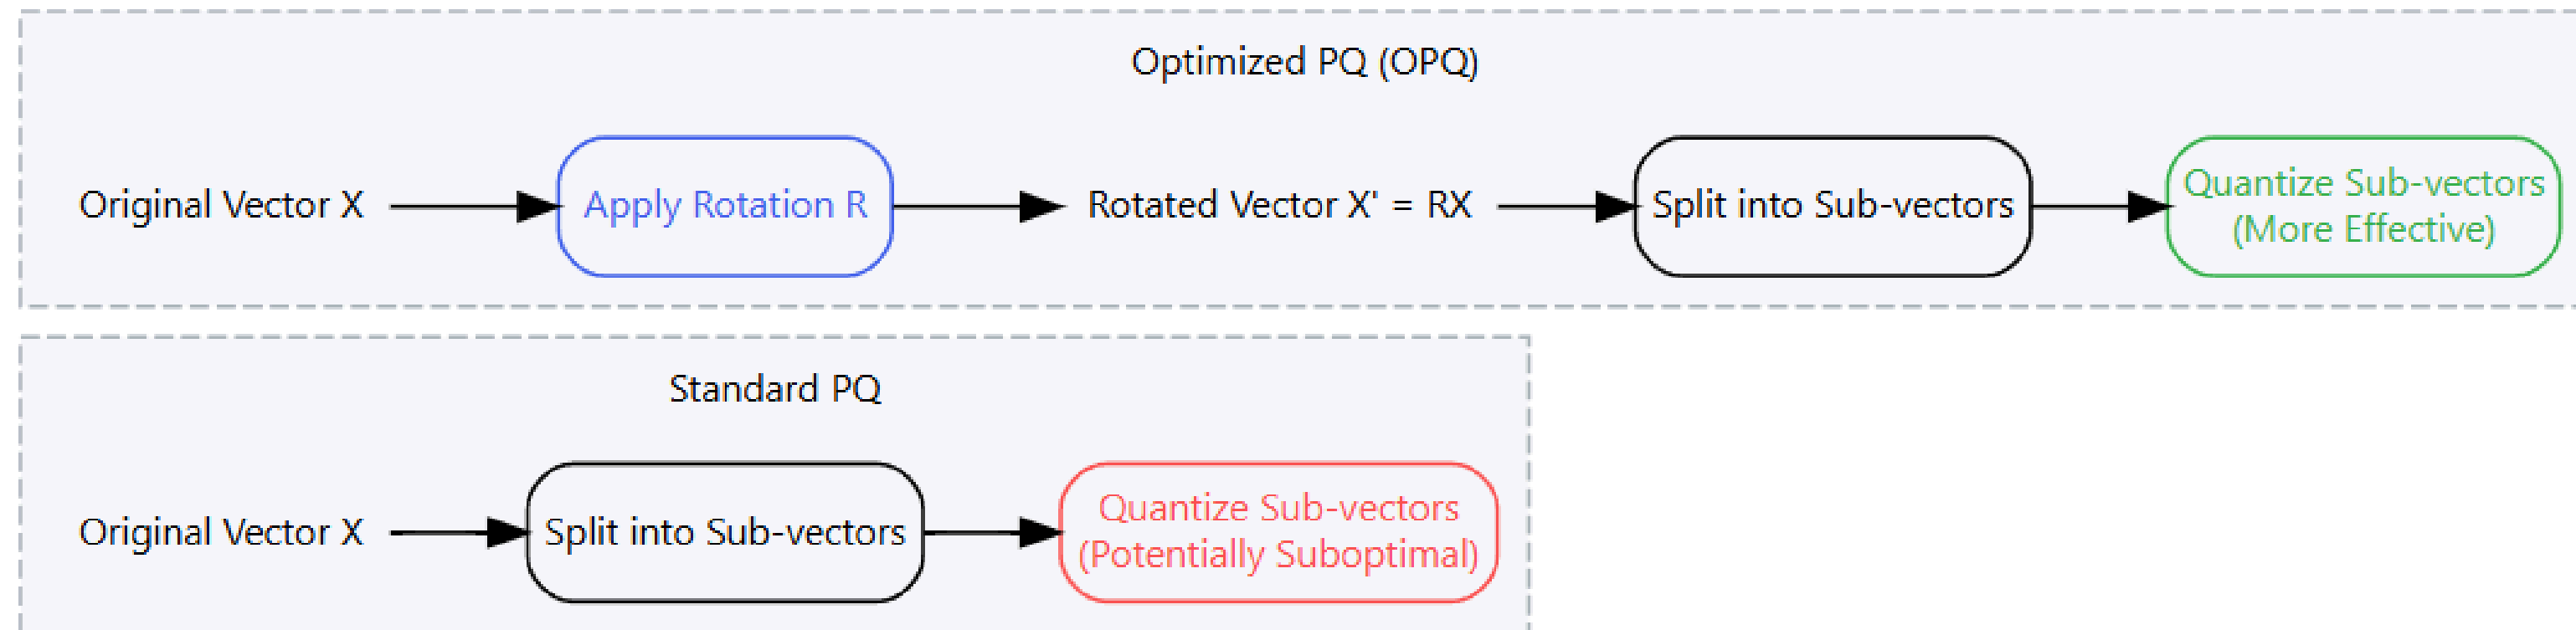 Optimized PQ (OPQ)
Original Vector X
Apply Rotation R
Rotated Vector X' = RX
Split into Sub-vectors
Quantize Sub-vectors
(More Effective)
Standard PQ
Original Vector X
Split into Sub-vectors
Quantize Sub-vectors
(Potentially Suboptimal)